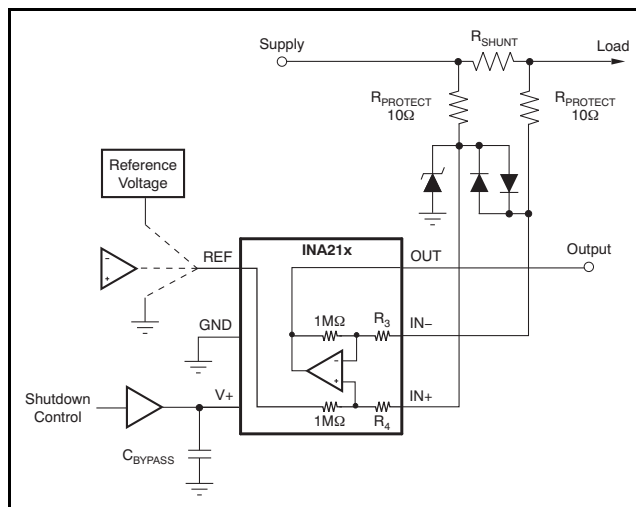 Supply
R_SHUNT
Load
R_PROTECT
10Ω
R_PROTECT
10Ω
Reference
Voltage
-
+
REF
INA21x
OUT
Output
GND
1MΩ
R_3
IN-
-
+
Shutdown
Control
V+
1MΩ
R_4
IN+
C_BYPASS